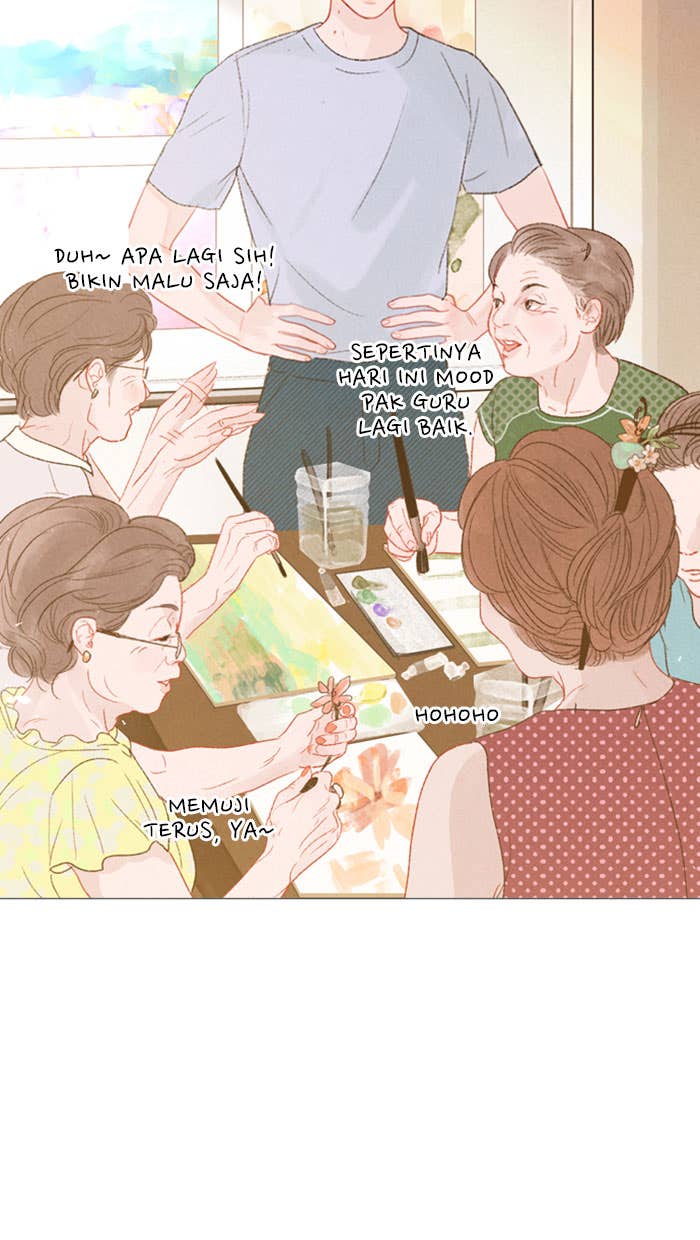 DUH~ APA LAGI SIH!
BIKIN MALU SAJA!
SEPERTINYA
HARI INI MOOD
PAK GURU
LAGI BAIK.
HOHOHO
MEMUJI
TERUS, YA~